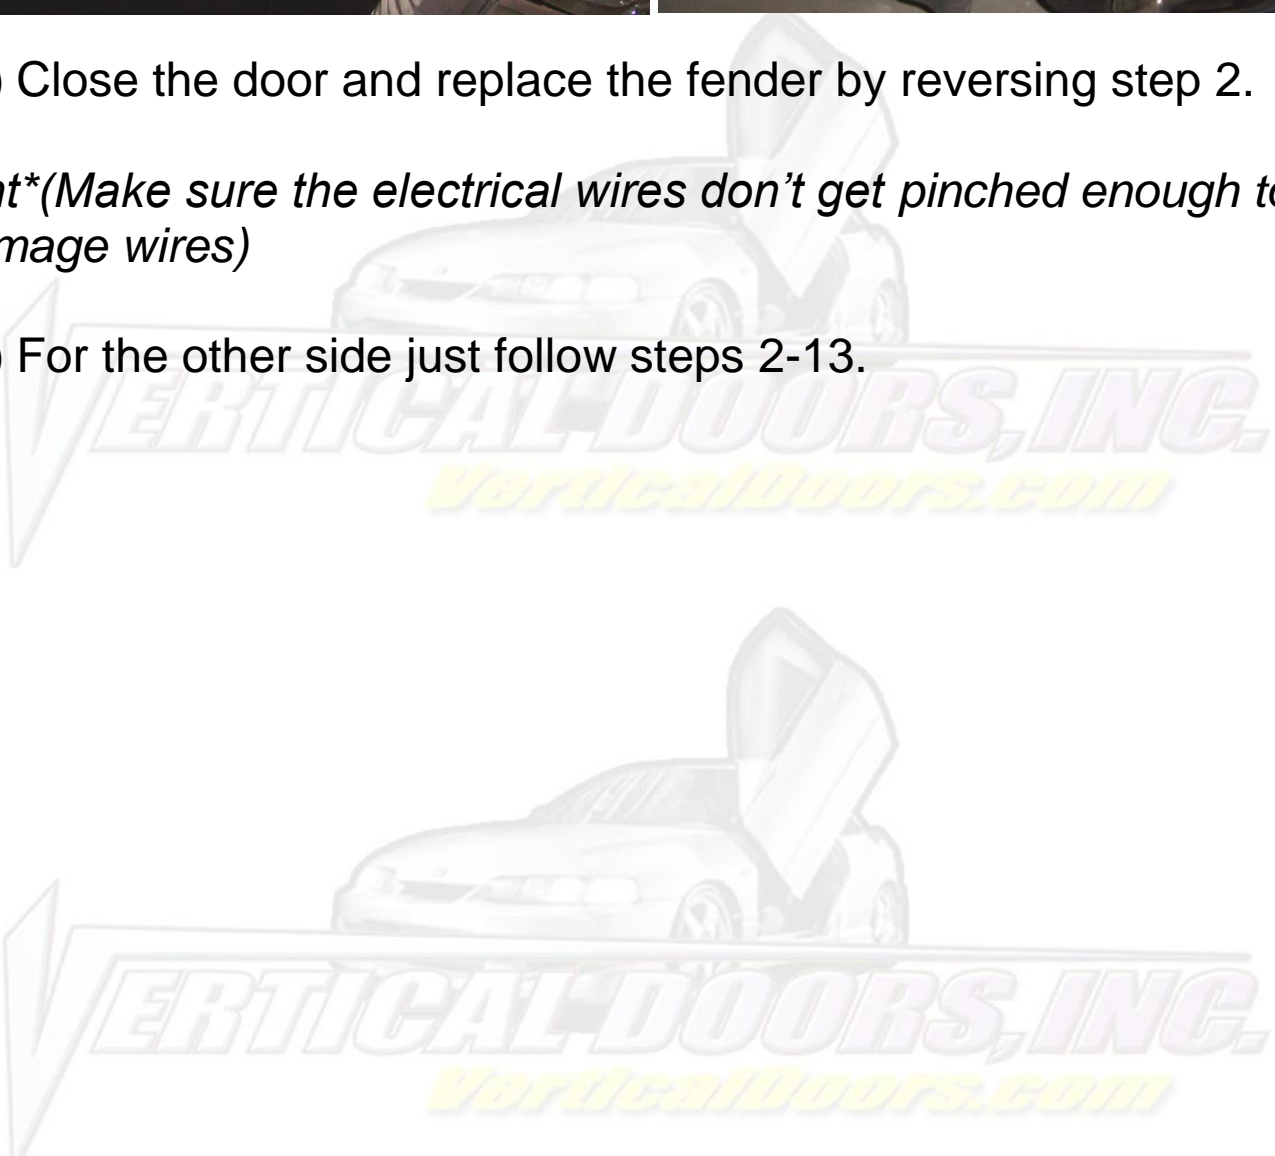 ) Close the door and replace the fender by reversing step 2.
nt*(Make sure the electrical wires don’t get pinched enough to
mage wires)
) For the other side just follow steps 2-13.
VERTICAL DOORS, INC.
VerticalDoors.com
VERTICAL DOORS, INC.
VerticalDoors.com